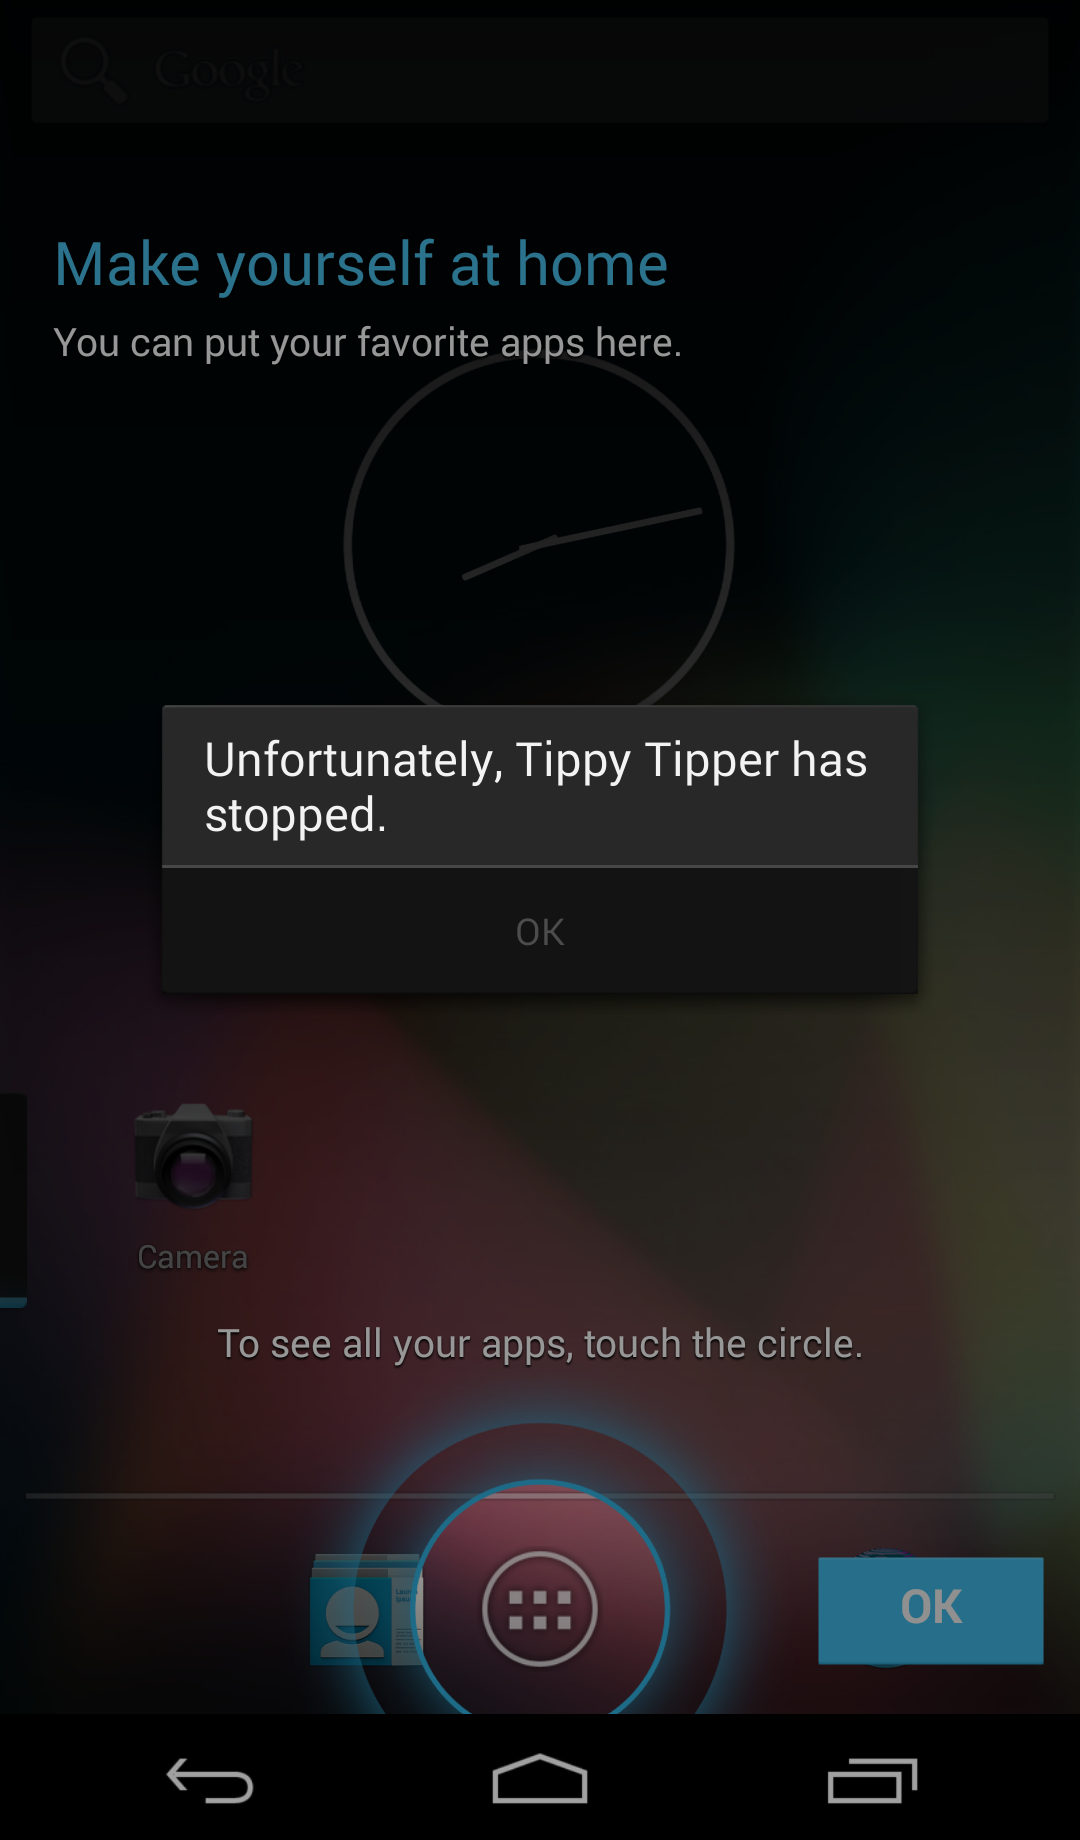 Google
Make yourself at home
You can put your favorite apps here.
Unfortunately, Tippy Tipper has
stopped.
OK
Camera
To see all your apps, touch the circle.
OK